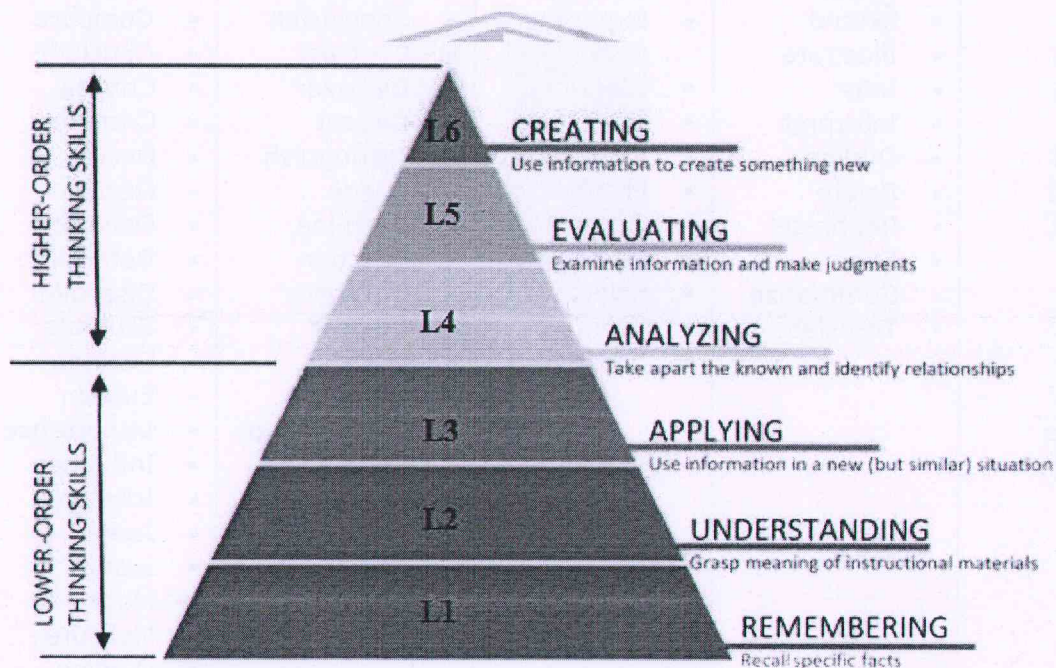 HIGHER-ORDER
THINKING SKILLS
LOWER-ORDER
THINKING SKILLS
L6
CREATING
Use information to create something new
L5
EVALUATING
Examine information and make judgments
L4
ANALYZING
Take apart the known and identify relationships
L3
APPLYING
Use information in a new (but similar) situation
L2
UNDERSTANDING
Grasp meaning of instructional materials
L1
REMEMBERING
Recall specific facts